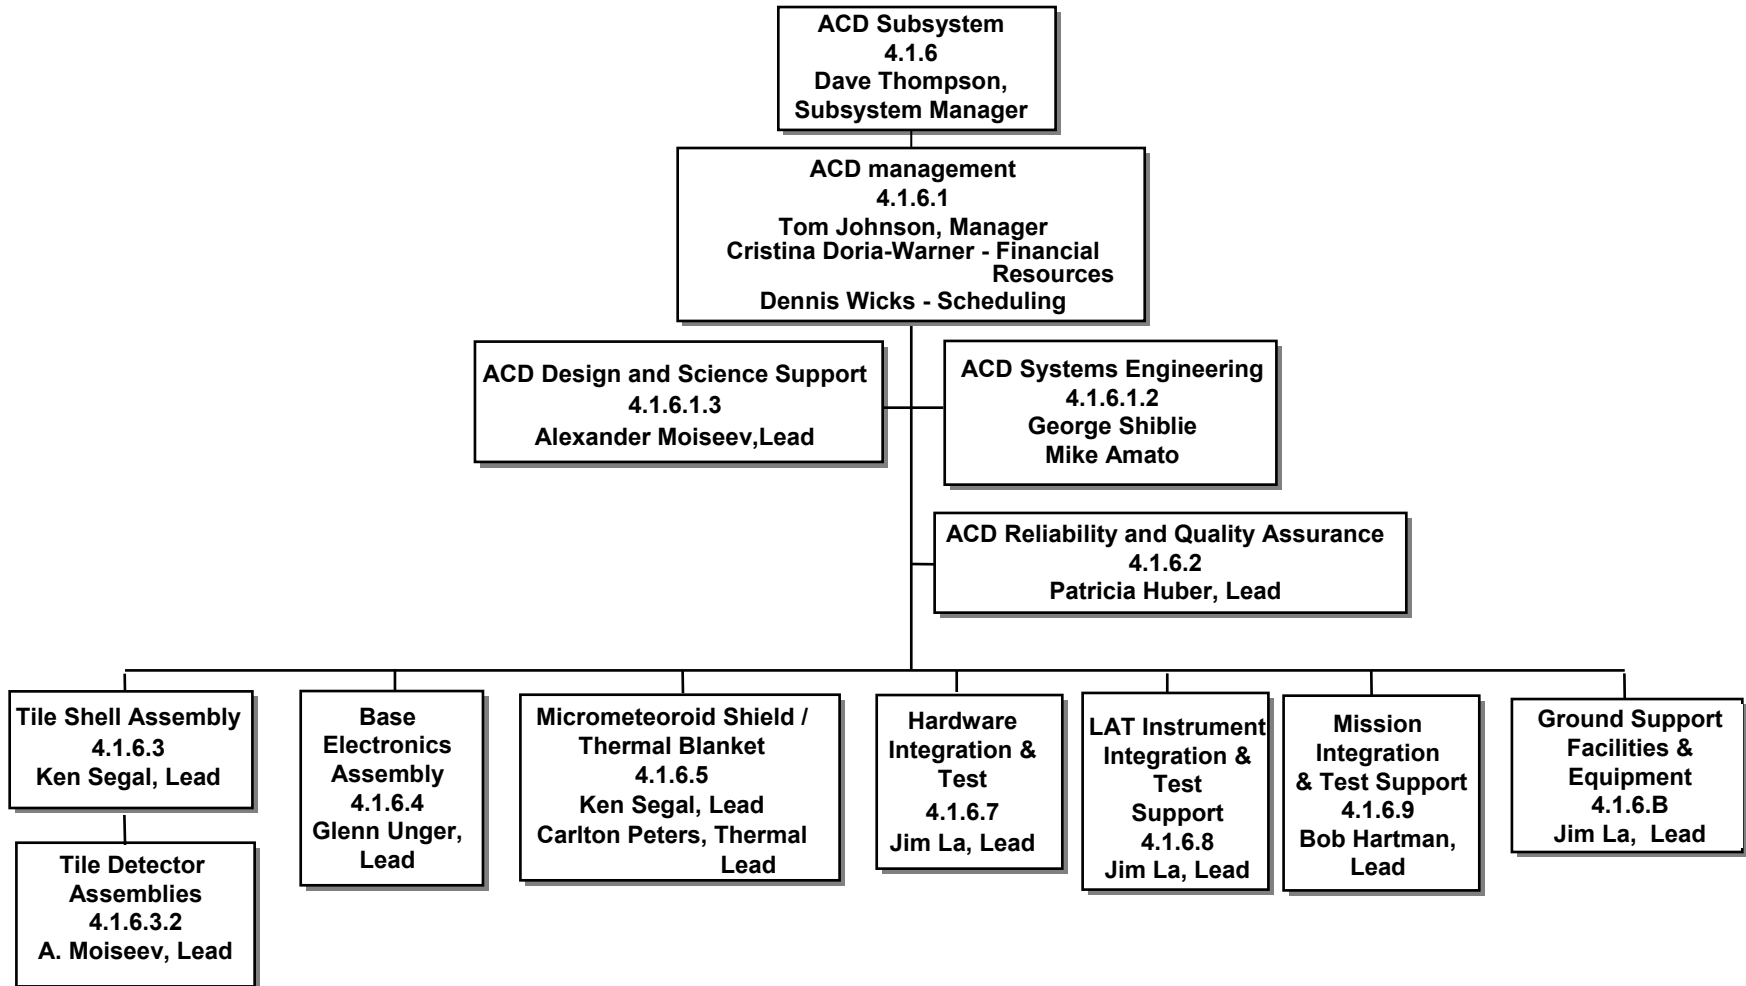 ACD Subsystem
4.1.6
Dave Thompson,
Subsystem Manager
ACD management
4.1.6.1
Tom Johnson, Manager
Cristina Doria-Warner - Financial
Resources
Dennis Wicks - Scheduling
ACD Design and Science Support
4.1.6.1.3
Alexander Moiseev,Lead
ACD Systems Engineering
4.1.6.1.2
George Shiblie
Mike Amato
ACD Reliability and Quality Assurance
4.1.6.2
Patricia Huber, Lead
Tile Shell Assembly
4.1.6.3
Ken Segal, Lead
Tile Detector
Assemblies
4.1.6.3.2
A. Moiseev, Lead
Base
Electronics
Assembly
4.1.6.4
Glenn Unger,
Lead
Micrometeoroid Shield /
Thermal Blanket
4.1.6.5
Ken Segal, Lead
Carlton Peters, Thermal
Lead
Hardware
Integration &
Test
4.1.6.7
Jim La, Lead
LAT Instrument
Integration &
Test
Support
4.1.6.8
Jim La, Lead
Mission
Integration
& Test Support
4.1.6.9
Bob Hartman,
Lead
Ground Support
Facilities &
Equipment
4.1.6.B
Jim La, Lead